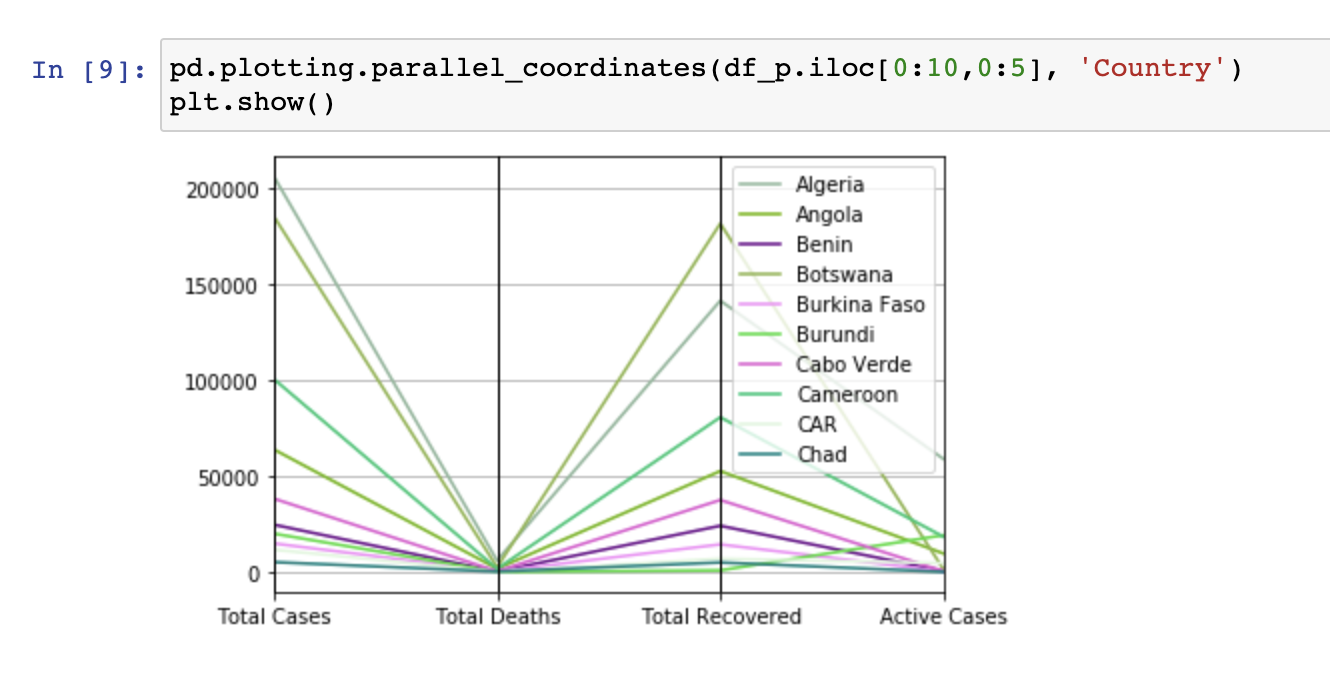 In [9]: pd.plotting.parallel_coordinates(df_p.iloc[0:10,0:5], 'Country')
plt.show()
200000
150000
100000
50000
0
Algeria
Angola
Benin
Botswana
Burkina Faso
Burundi
Cabo Verde
Cameroon
CAR
Chad
Total Cases Total Deaths Total Recovered Active Cases